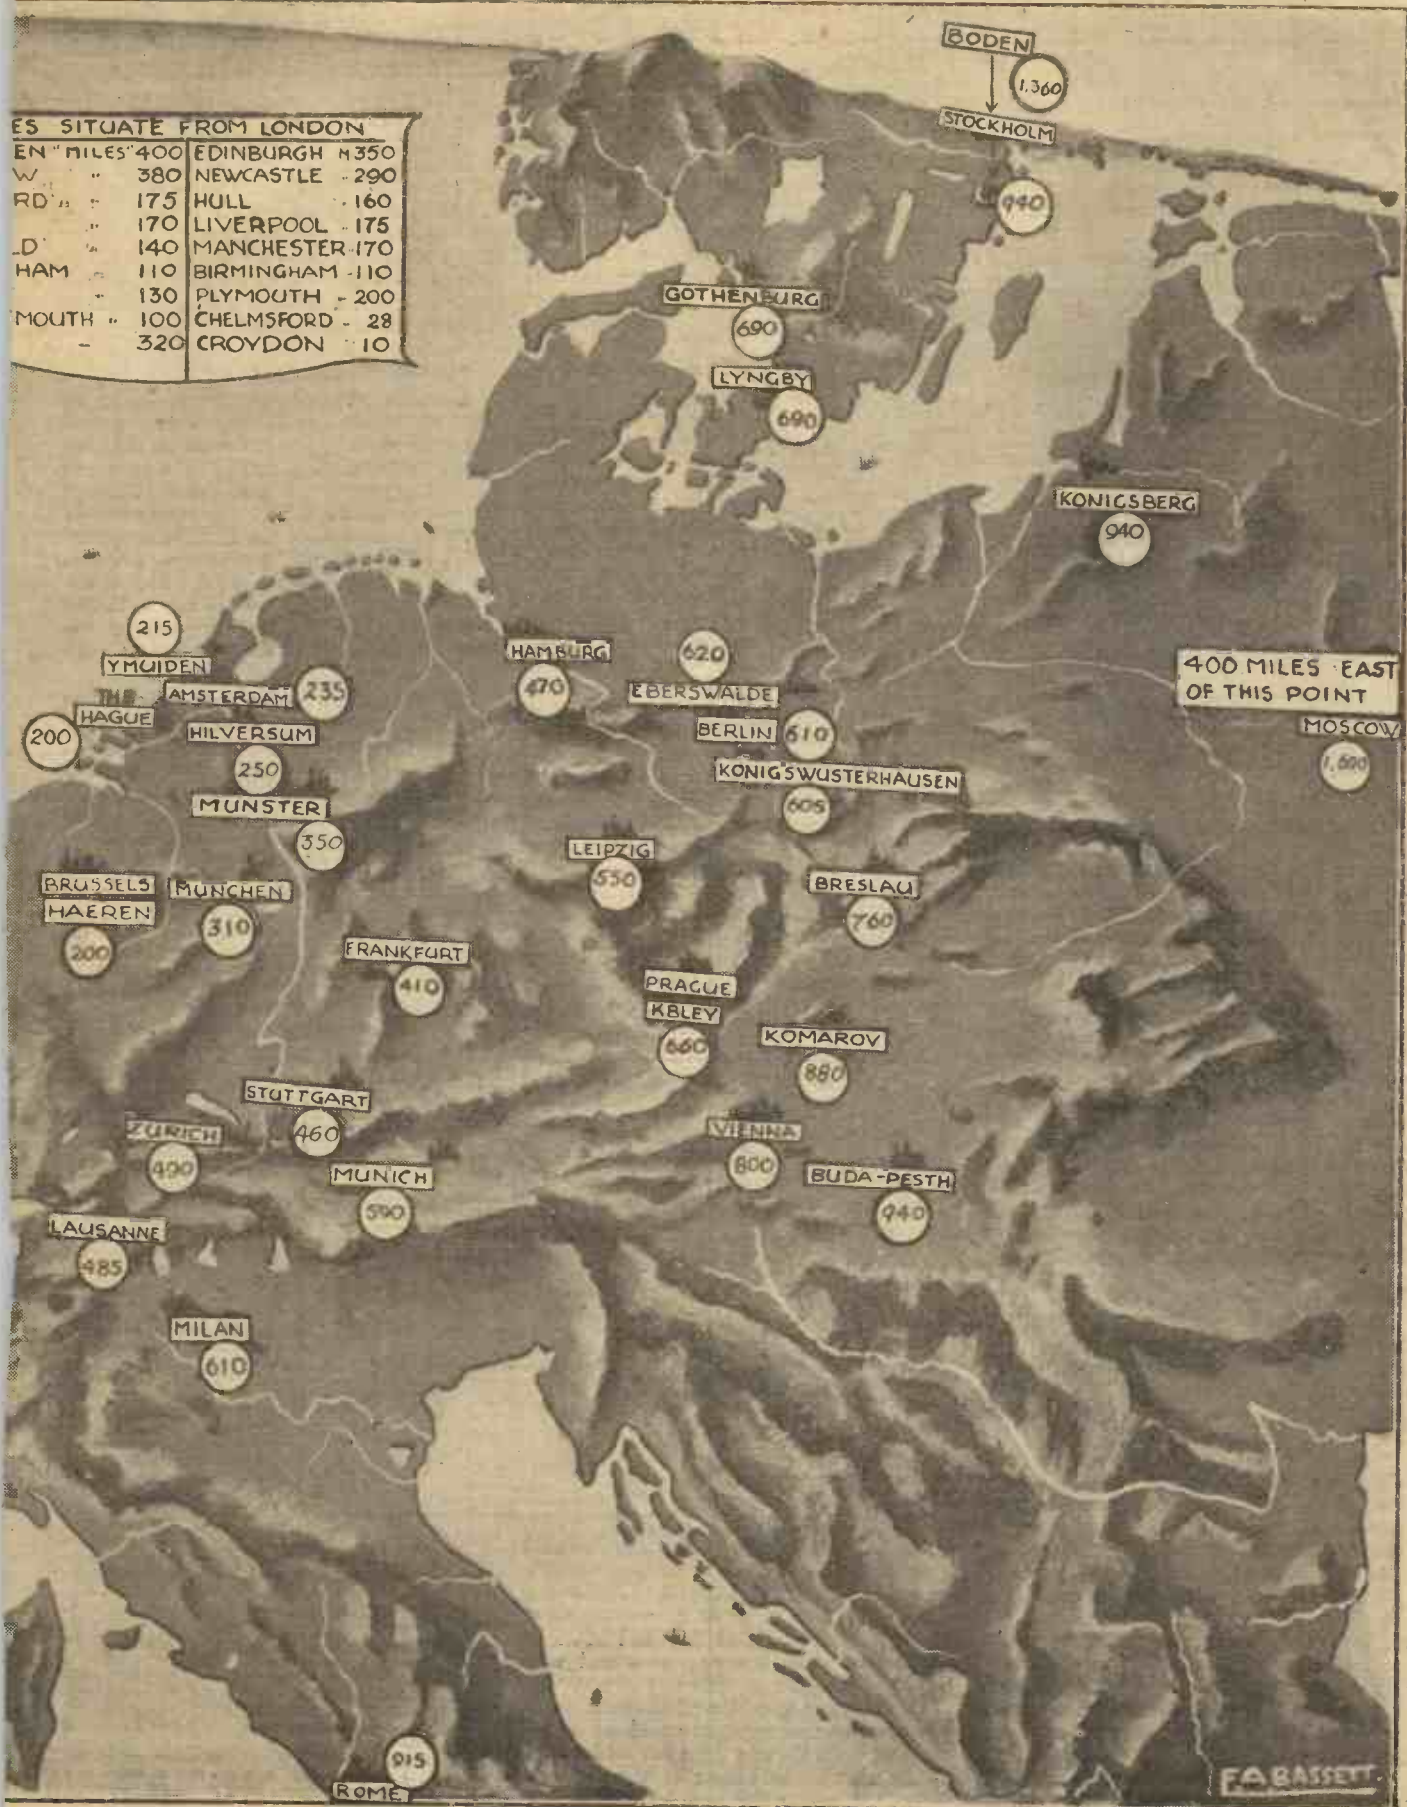 BODEN
1,360
STOCKHOLM
940
ES SITUATE FROM LONDON
EN " MILES " 400 EDINBURGH M 350
W " 380 NEWCASTLE - 290
RD " " 175 HULL - 160
" 170 LIVERPOOL - 175
LD " 140 MANCHESTER 170
HAM " 110 BIRMINGHAM - 110
" 130 PLYMOUTH - 200
MOUTH " 100 CHELMSFORD - 28
- 320 CROYDON " 10
GOTHENBURG
690
LYNGBY
690
KONIGSBERG
940
215
YMUIDEN
THE
HAGUE
200
AMSTERDAM 235
HILVERSUM
250
MUNSTER
350
HAMBURG
470
620
EBERSWALDE
BERLIN 610
KONIGSWUSTERHAUSEN
605
400 MILES EAST
OF THIS POINT
MOSCOW
LEIPZIG
550
BRESLAU
760
BRUSSELS
HAEREN
200
MUNCHEN
310
FRANKFURT
410
PRAGUE
KBLEY
660
KOMAROV
880
STUTTGART
460
ZURICH
490
MUNICH
590
VIENNA
800
BUDA-PESTH
940
LAUSANNE
485
MILAN
610
915
ROME
F.A.BASSETT.